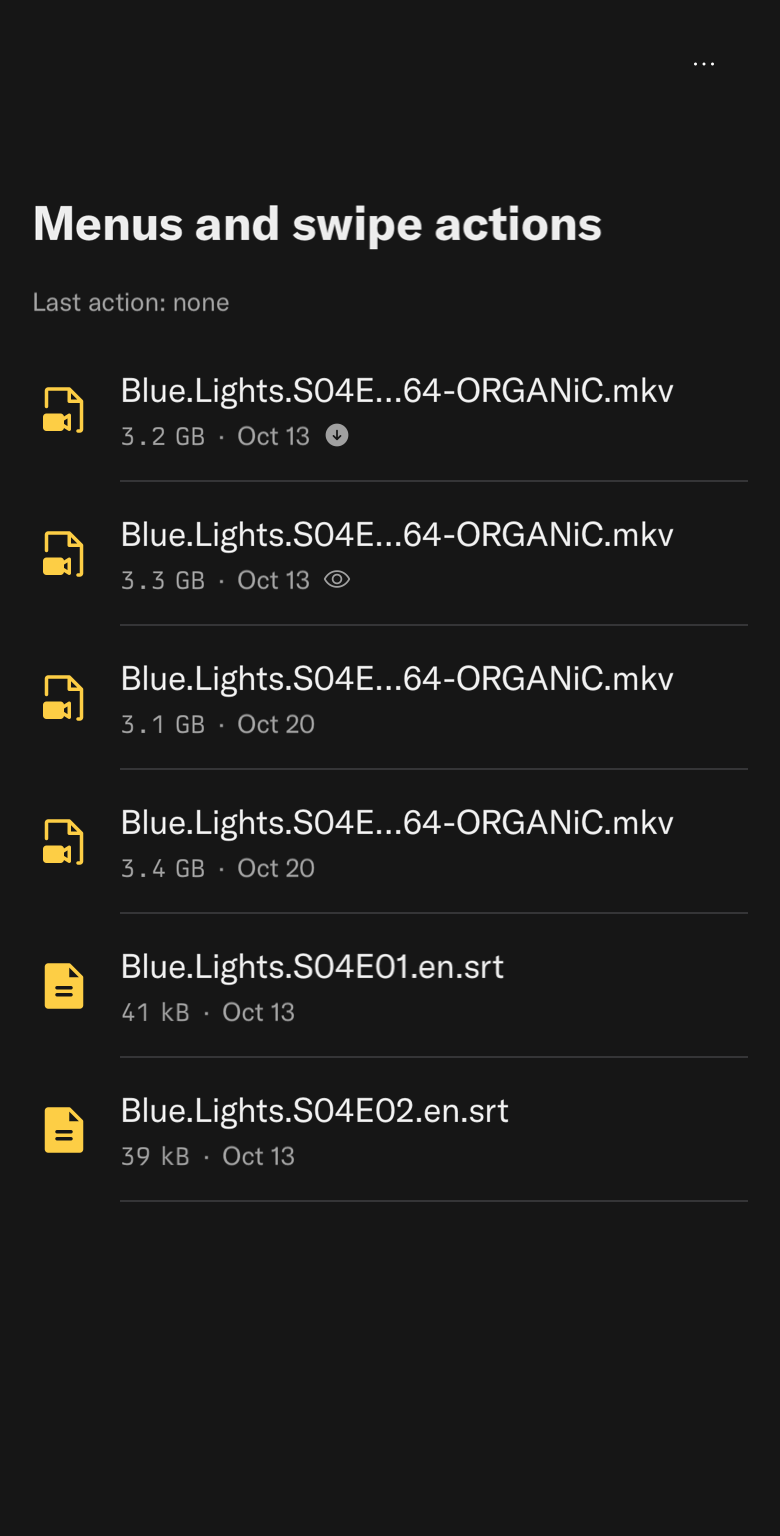 ...
Menus and swipe actions
Last action: none
Blue.Lights.S04E...64-ORGANiC.mkv
3.2 GB · Oct 13
Blue.Lights.S04E...64-ORGANiC.mkv
3.3 GB · Oct 13
Blue.Lights.S04E...64-ORGANiC.mkv
3.1 GB · Oct 20
Blue.Lights.S04E...64-ORGANiC.mkv
3.4 GB · Oct 20
Blue.Lights.S04E01.en.srt
41 kB · Oct 13
Blue.Lights.S04E02.en.srt
39 kB · Oct 13